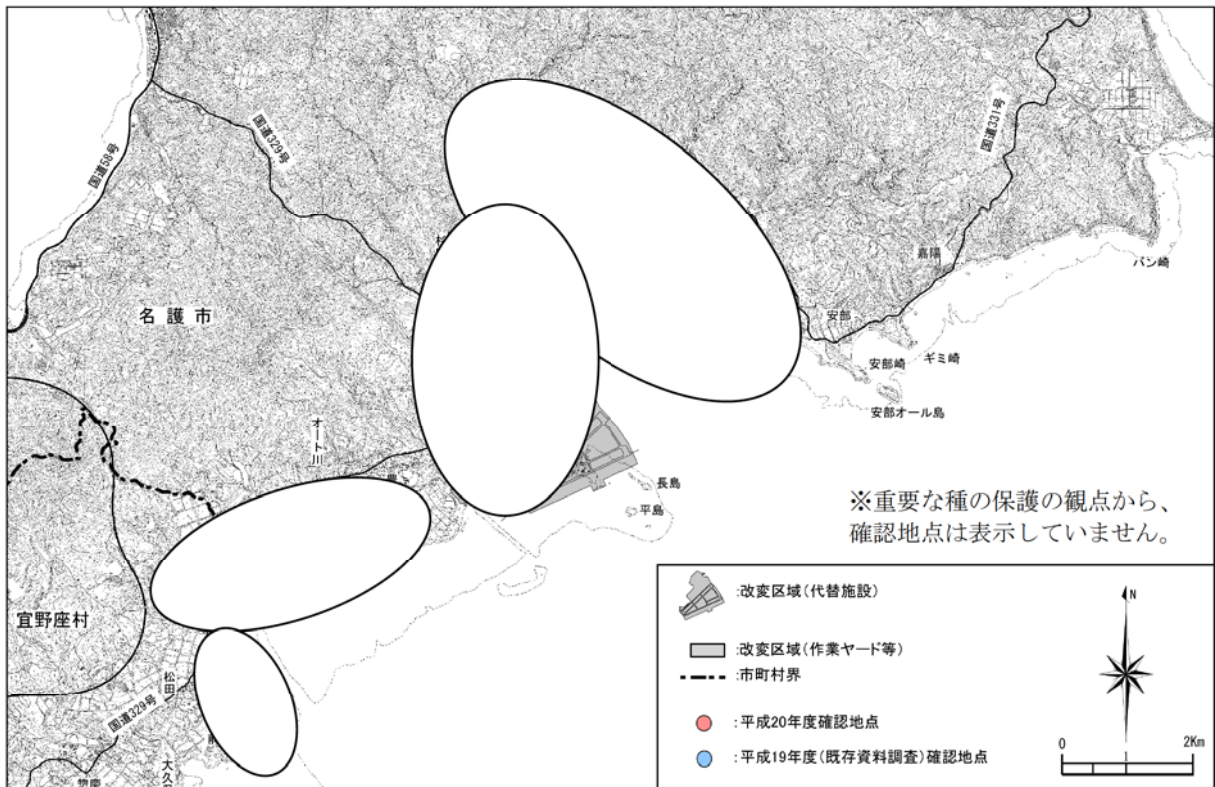 国道58号
国道329号
国道331号
名護市
嘉陽
バン崎
安部
安部崎
ギミ崎
安部オール島
オート川
長島
平島
※重要な種の保護の観点から、
確認地点は表示していません。
宜野座村
松田
国道329号
惣慶
:改変区域(代替施設)
:改変区域(作業ヤード等)
:市町村界
:平成20年度確認地点
:平成19年度(既存資料調査)確認地点
N
0 1 2Km